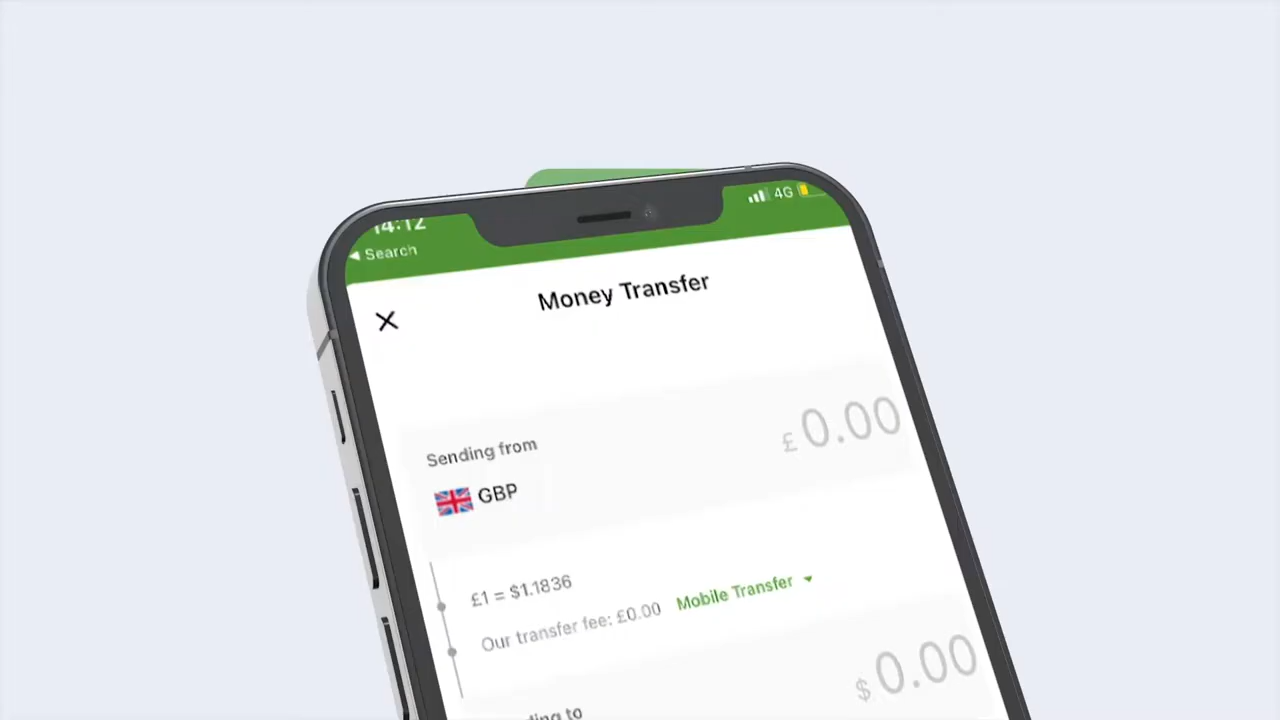 14:12
4G
Search
Money Transfer
£ 0.00
Sending from
GBP
£1 = $1.1836
Our transfer fee: £0.00 Mobile Transfer
$ 0.00
to